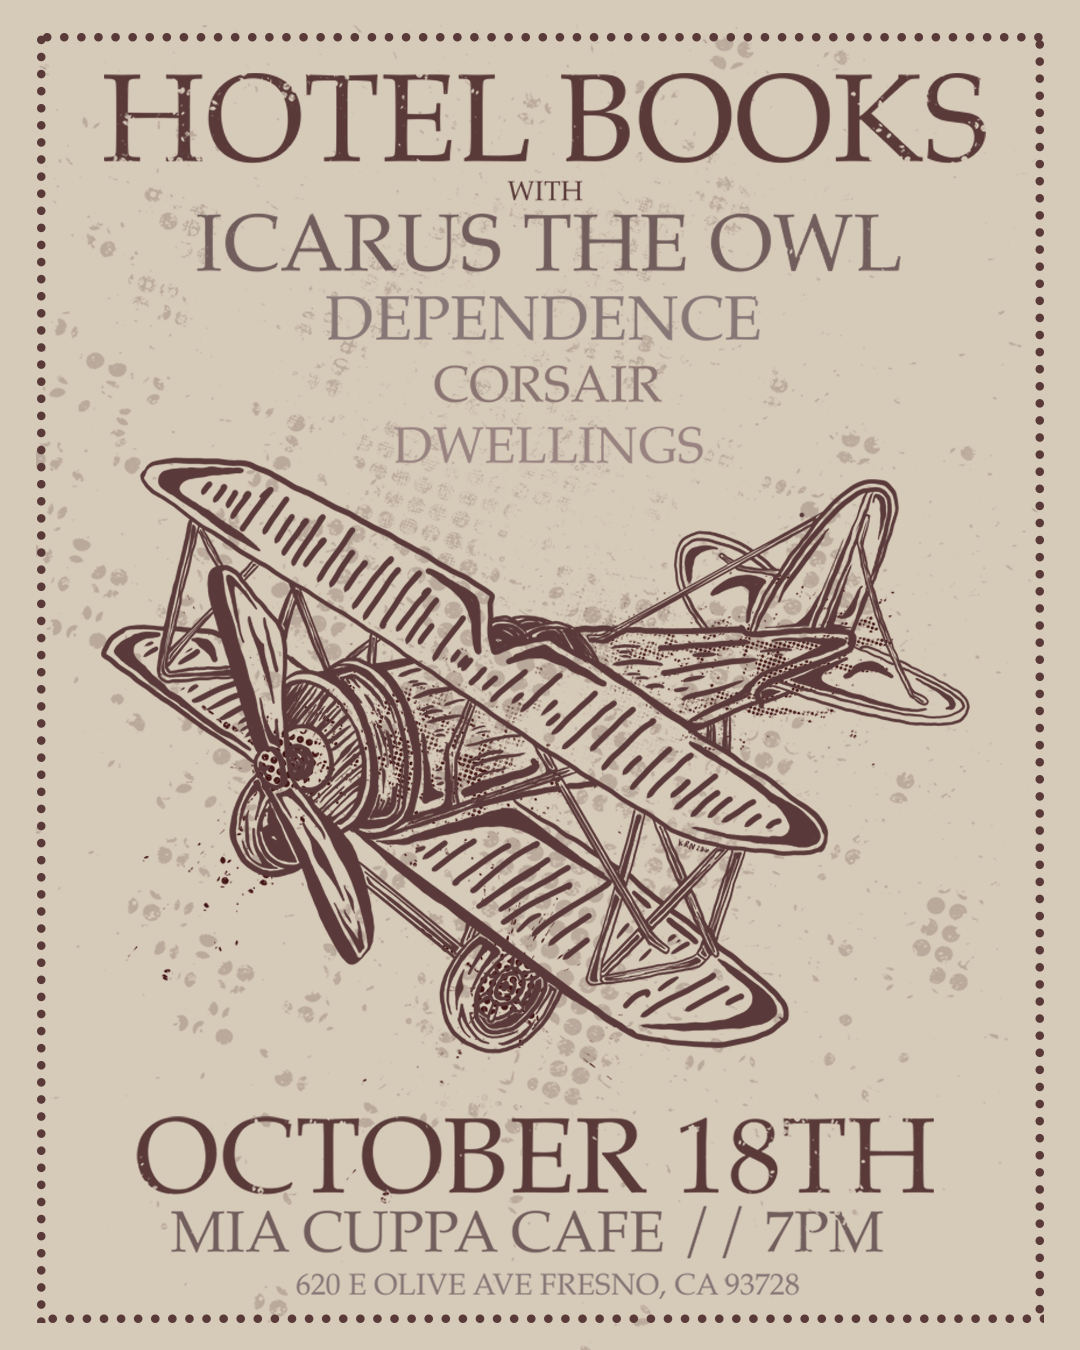 HOTEL BOOKS
WITH
ICARUS THE OWL
DEPENDENCE
CORSAIR
DWELLINGS
OCTOBER 18TH
MIA CUPPA CAFE // 7PM
620 E OLIVE AVE FRESNO, CA 93728